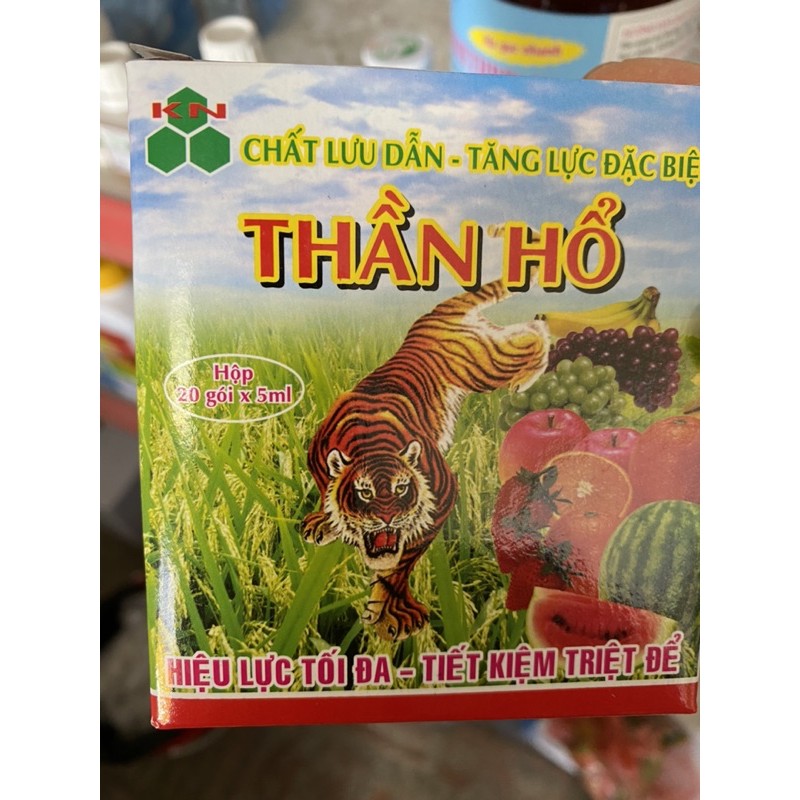 KN
CHẤT LƯU DẪN - TĂNG LỰC ĐẶC BIỆ
THẦN HỔ
Hộp
20 gói x 5ml
HIỆU LỰC TỐI ĐA - TIẾT KIỆM TRIỆT ĐỂ